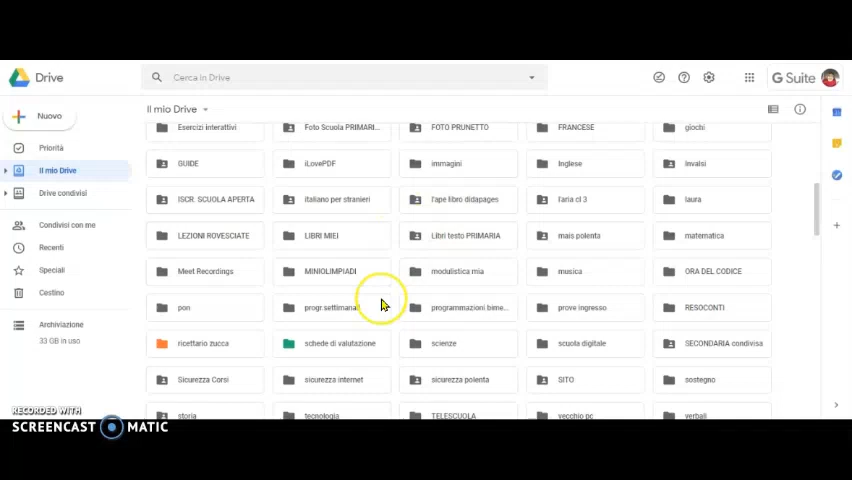 Drive
Cerca in Drive
G Suite
Il mio Drive
Nuovo
Priorità
Il mio Drive
Drive condivisi
Condivisi con me
Recenti
Speciali
Cestino
Archiviazione
33 GB in uso
Esercizi interattivi
Foto Scuola PRIMARI...
FOTO PRUNETTO
FRANCESE
giochi
GUIDE
iLovePDF
immagini
Inglese
Invalsi
ISCR. SCUOLA APERTA
italiano per stranieri
l'ape libro didapages
l'aria cl 3
laura
LEZIONI ROVESCIATE
LIBRI MIEI
Libri testo PRIMARIA
mais polenta
matematica
Meet Recordings
MINIOLIMPIADI
modulistica mia
musica
ORA DEL CODICE
pon
progr.settimanali
programmazioni bime...
prove ingresso
RESOCONTI
ricettario zucca
schede di valutazione
scienze
scuola digitale
SECONDARIA condivisa
Sicurezza Corsi
sicurezza internet
sicurezza polenta
SITO
sostegno
storia
tecnologia
TELESCUOLA
vecchio pc
verbali
RECORDED WITH
SCREENCAST MATIC